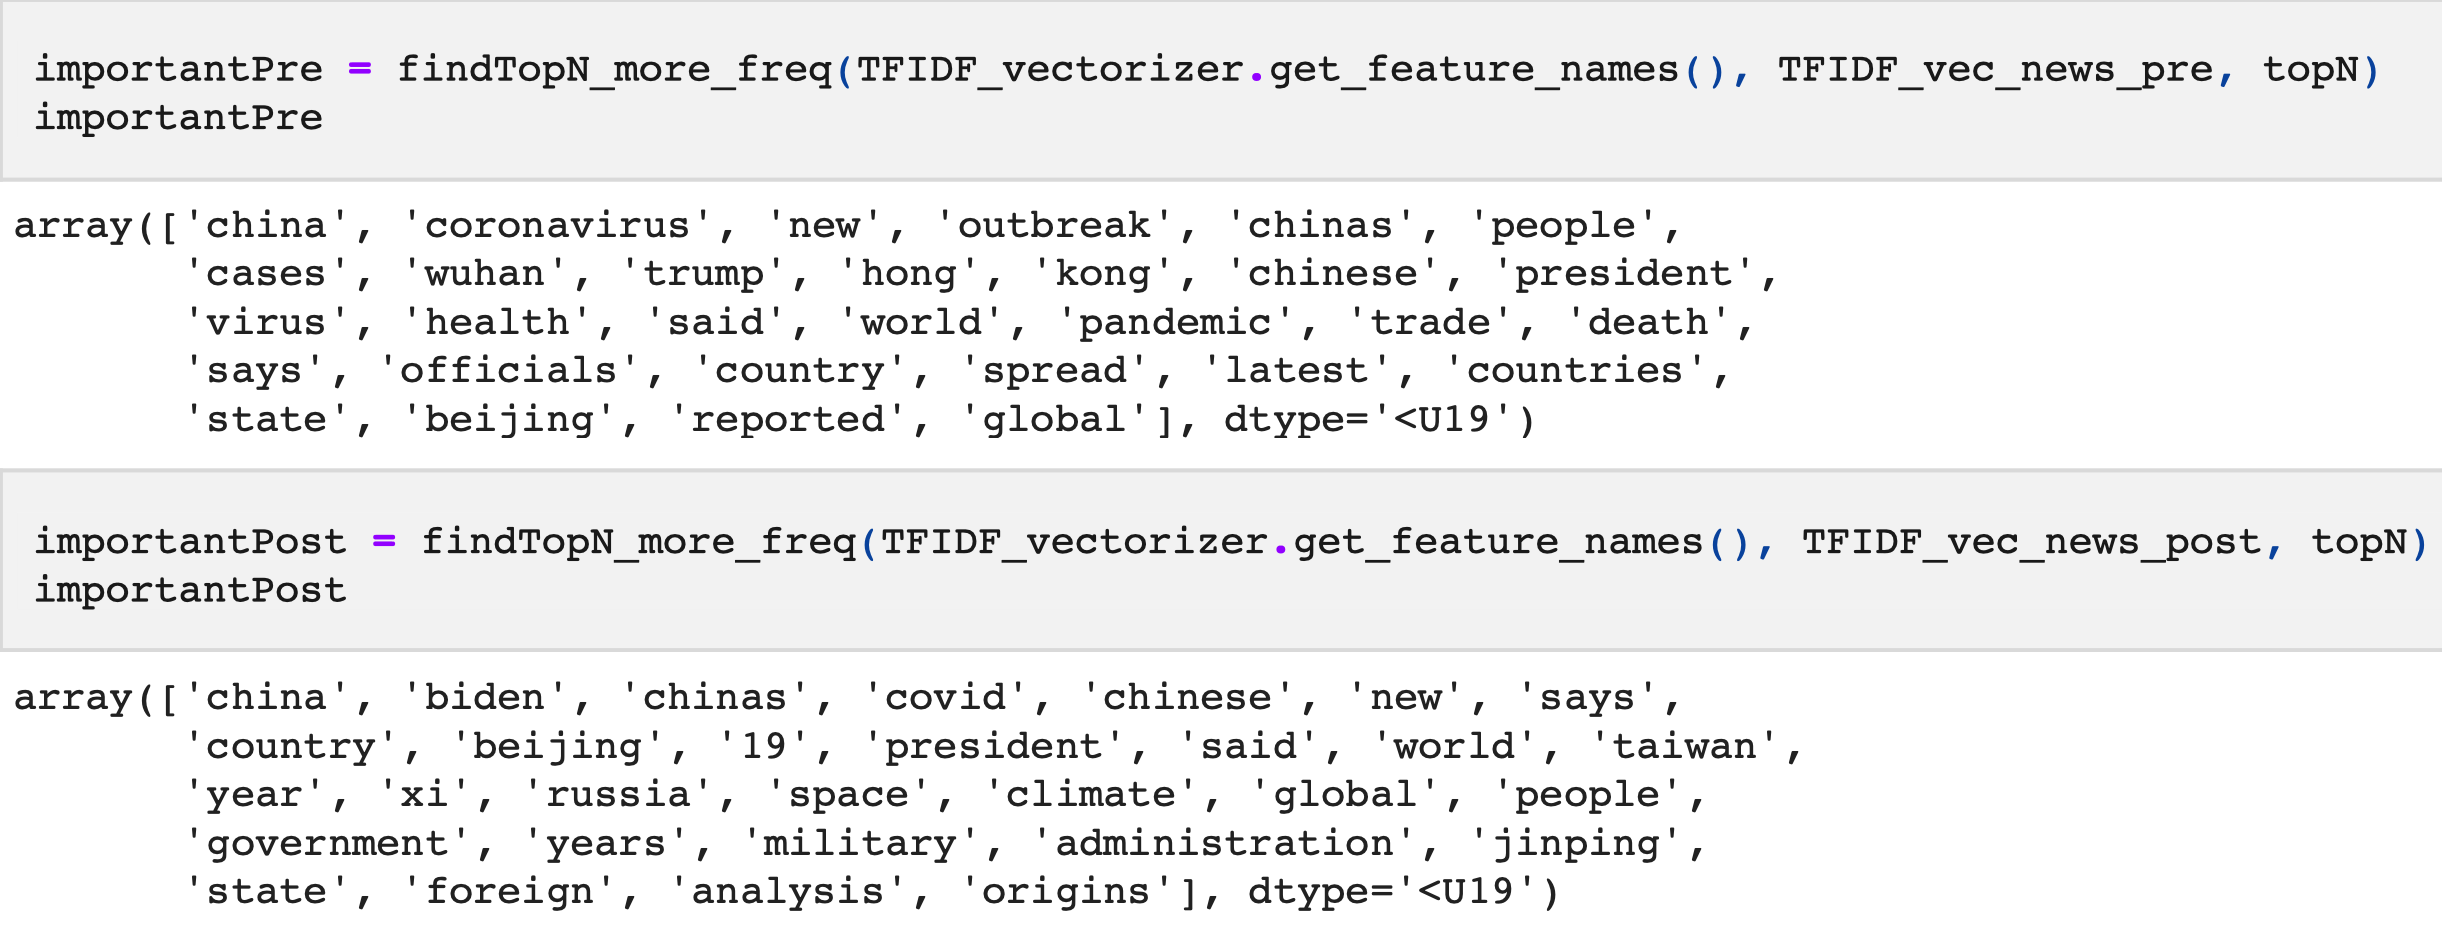 importantPre = findTopN_more_freq(TFIDF_vectorizer.get_feature_names(), TFIDF_vec_news_pre, topN)
importantPre
array(['china', 'coronavirus', 'new', 'outbreak', 'chinas', 'people',
'cases', 'wuhan', 'trump', 'hong', 'kong', 'chinese', 'president',
'virus', 'health', 'said', 'world', 'pandemic', 'trade', 'death',
'says', 'officials', 'country', 'spread', 'latest', 'countries',
'state', 'beijing', 'reported', 'global'], dtype='<U19')
importantPost = findTopN_more_freq(TFIDF_vectorizer.get_feature_names(), TFIDF_vec_news_post, topN)
importantPost
array(['china', 'biden', 'chinas', 'covid', 'chinese', 'new', 'says',
'country', 'beijing', '19', 'president', 'said', 'world', 'taiwan',
'year', 'xi', 'russia', 'space', 'climate', 'global', 'people',
'government', 'years', 'military', 'administration', 'jinping',
'state', 'foreign', 'analysis', 'origins'], dtype='<U19')